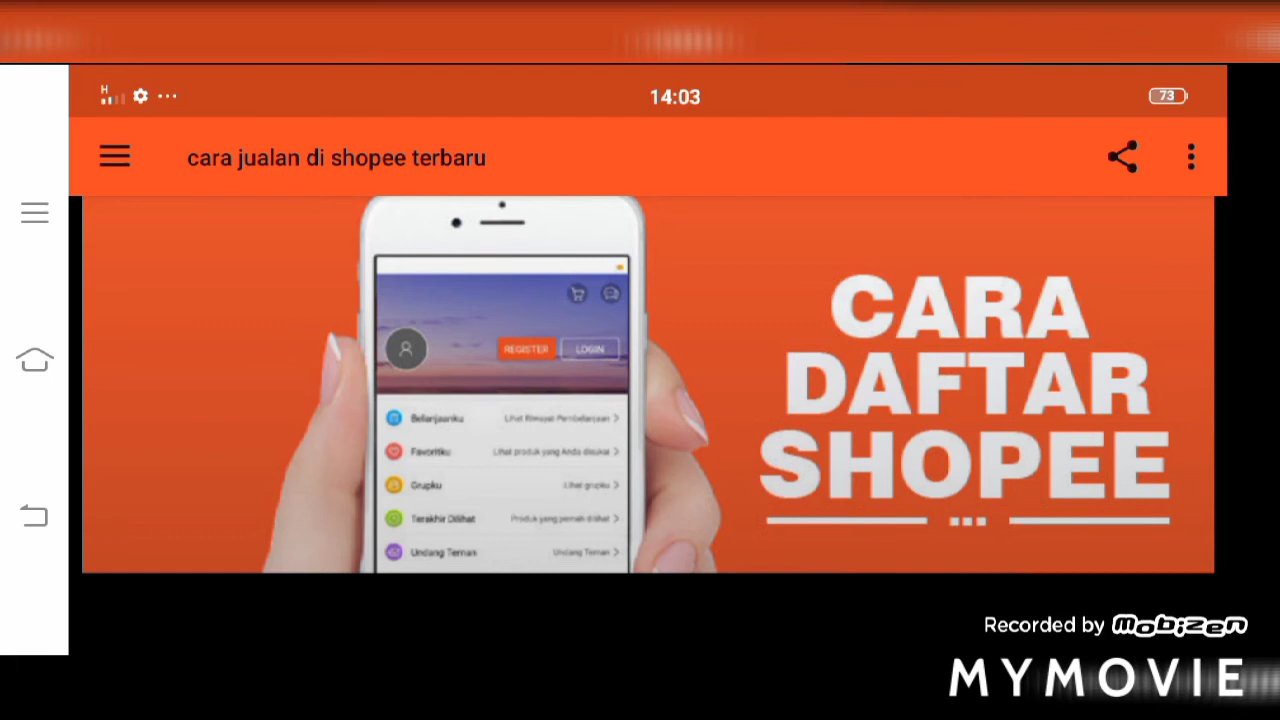 H
14:03
73
cara jualan di shopee terbaru
REGISTER
LOGIN
Belanjaanku
Lihat Riwayat Pembelanjaan
Favoritku
Lihat produk yang Anda disukai
Grupku
Lihat grupku
Terakhir Dilihat
Produk yang pernah dilihat
Undang Teman
Undang Teman
CARA
DAFTAR
SHOPEE
Recorded by mobizen
MYMOVIE